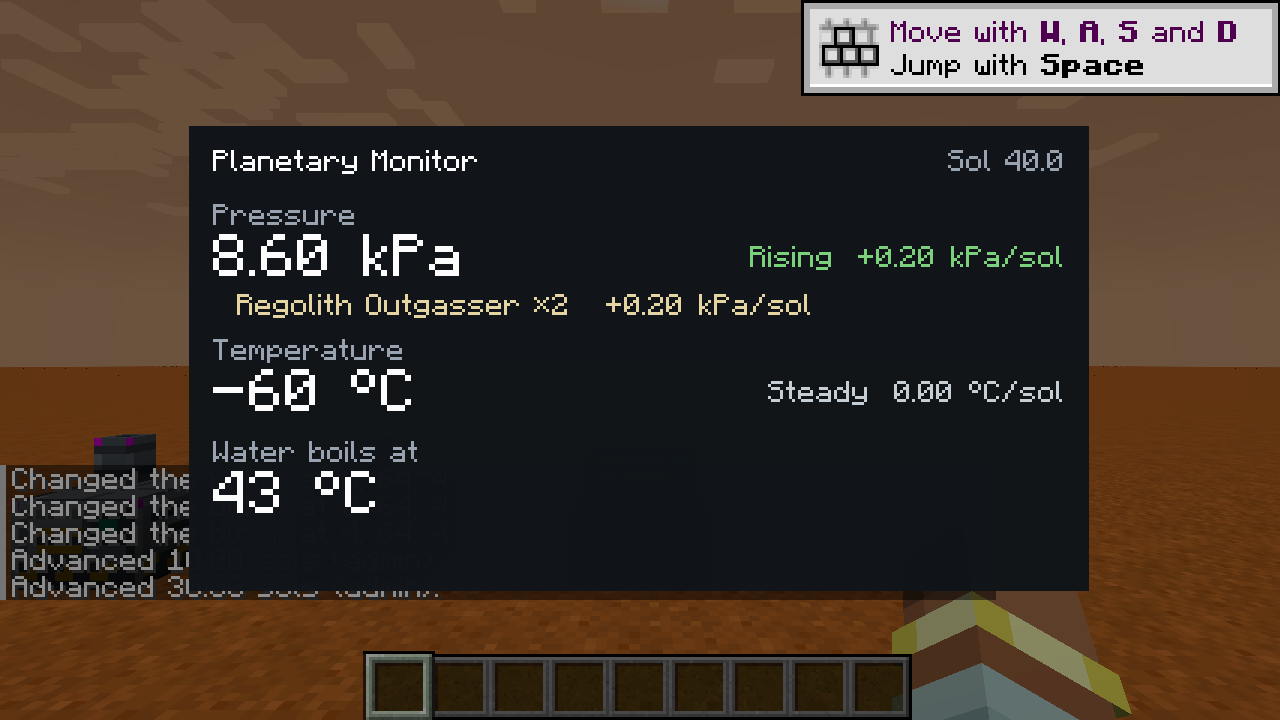 Move with W, A, S and D
Jump with Space
Planetary Monitor Sol 40.0
Pressure
8.60 kPa Rising +0.20 kPa/sol
Regolith Outgasser ×2 +0.20 kPa/sol
Temperature
-60 °C Steady 0.00 °C/sol
Water boils at
43 °C
Changed the
Changed the
Changed the
Advanced
Advanced